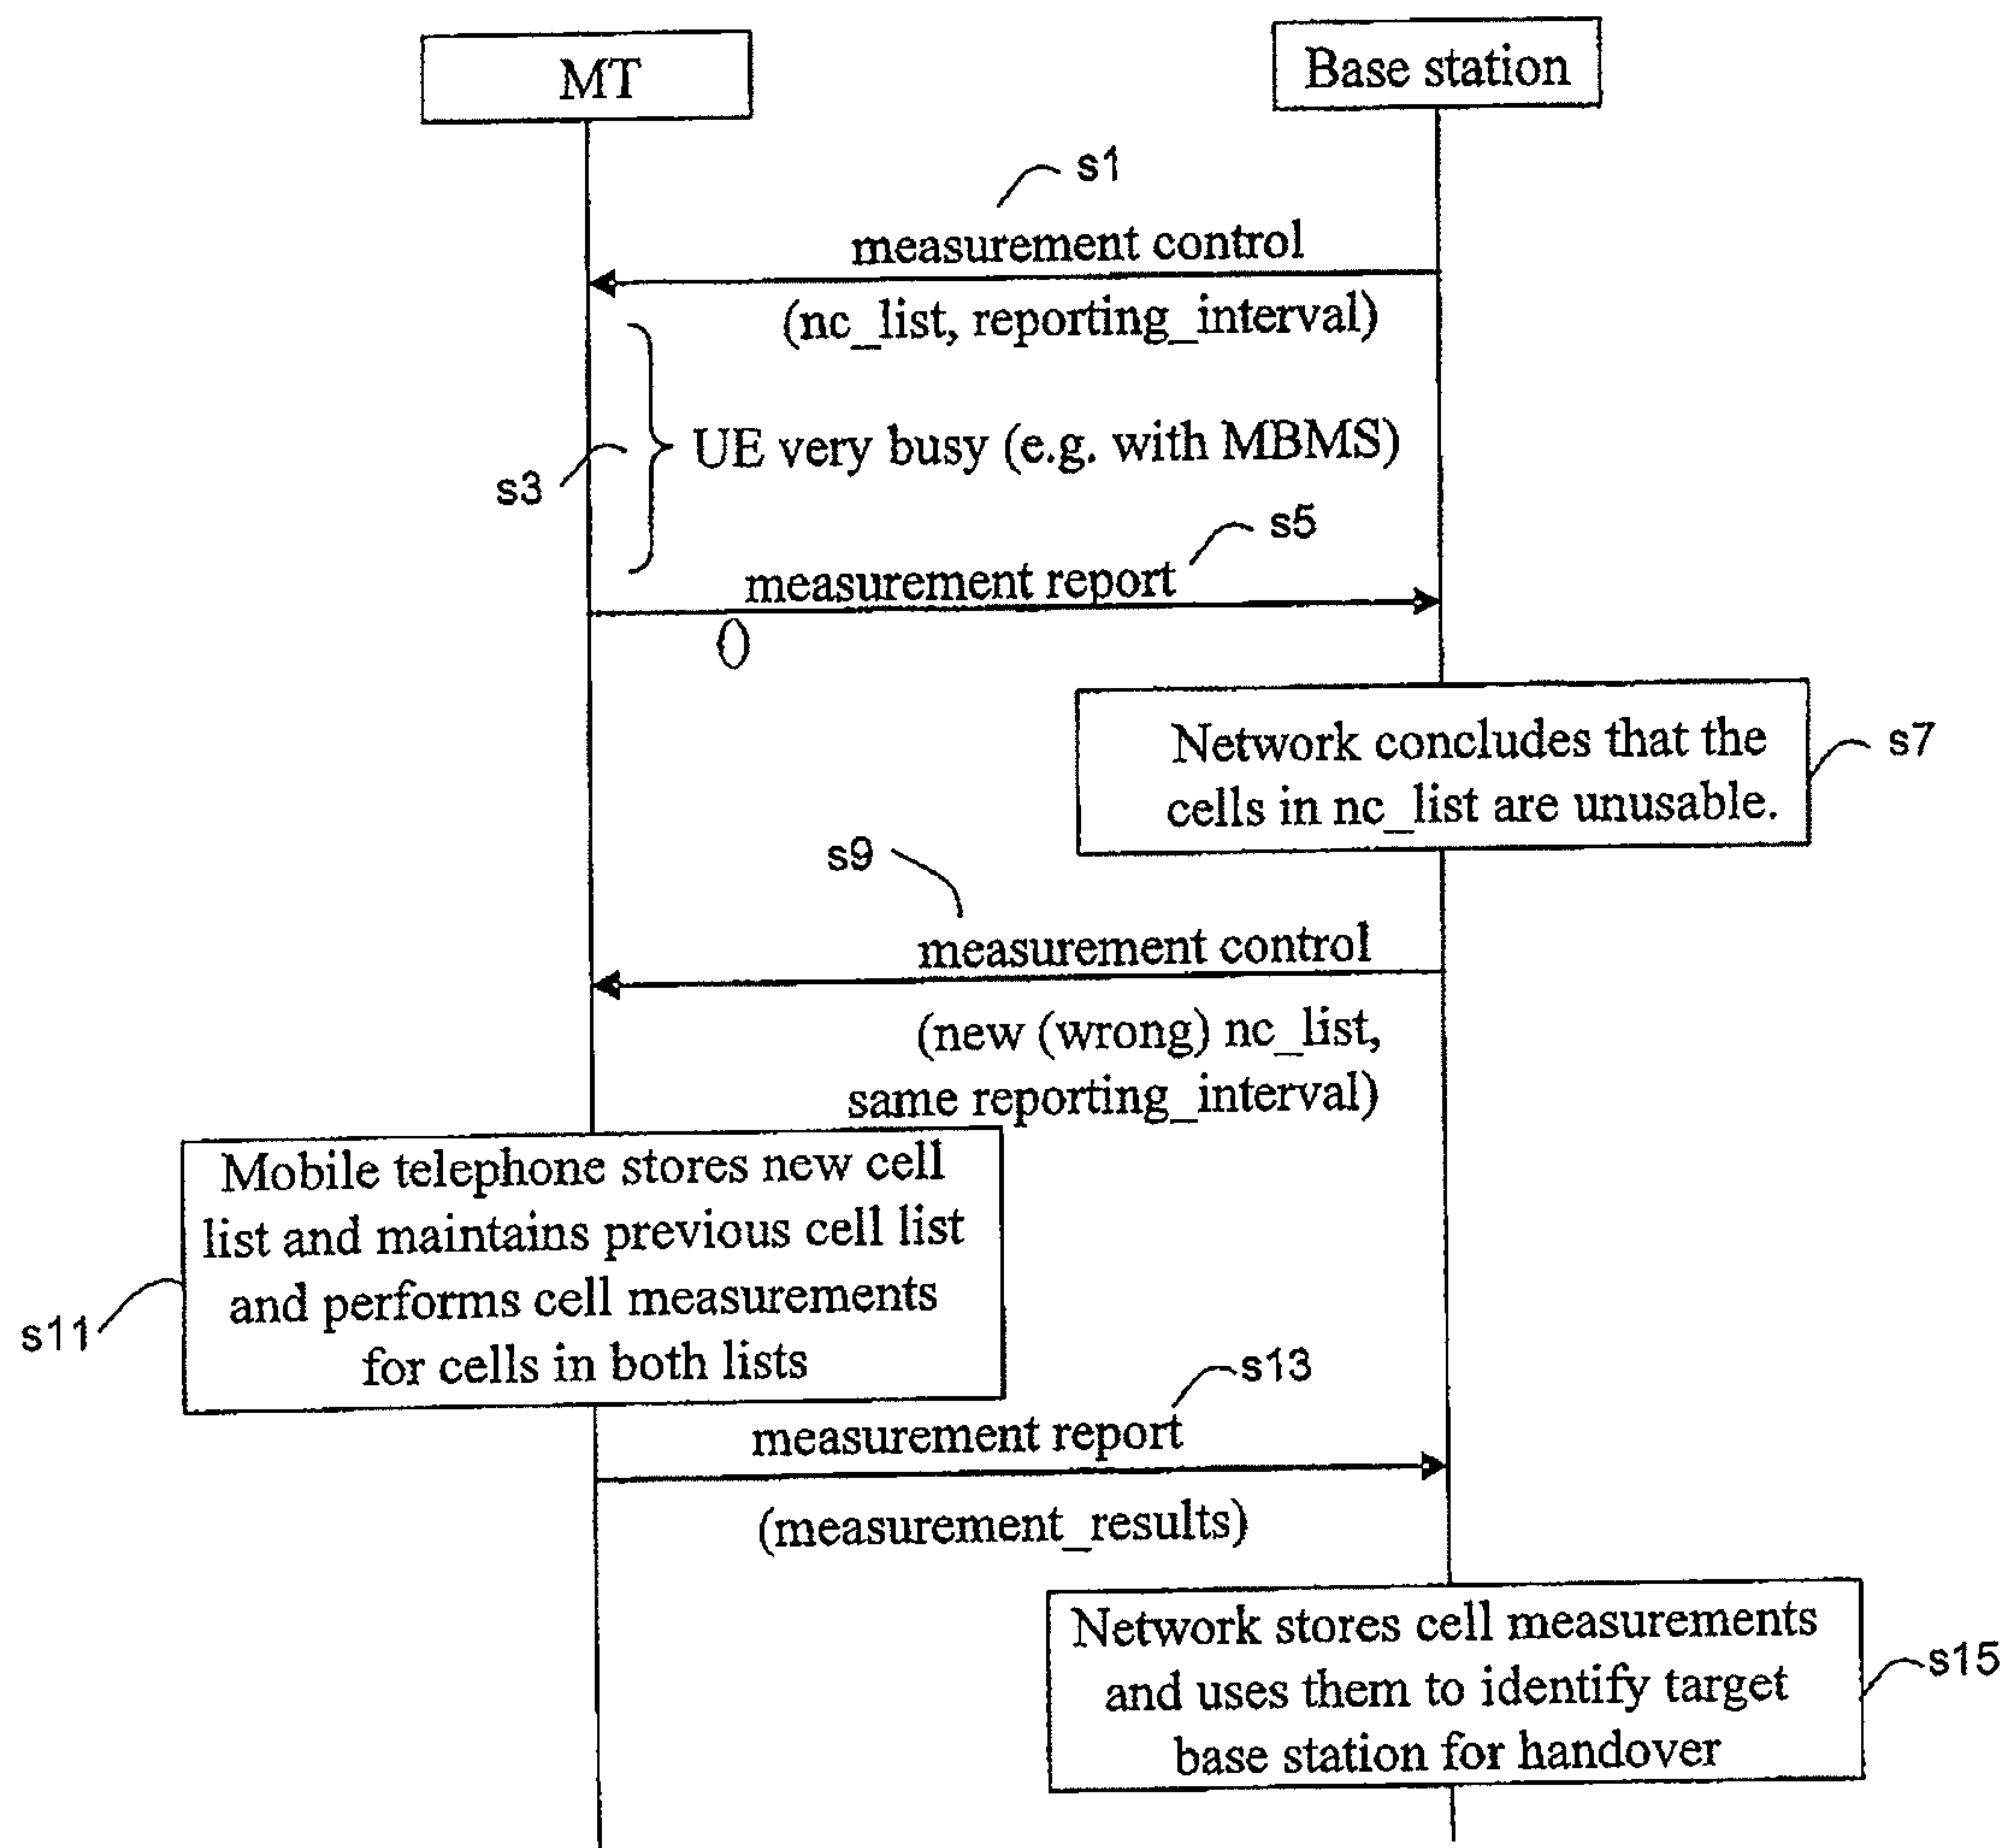 MT
Base station
s1
measurement control
(nc_list, reporting_interval)
UE very busy (e.g. with MBMS)
s3
s5
measurement report
()
Network concludes that the
cells in nc_list are unusable.
s7
s9
measurement control
(new (wrong) nc_list,
same reporting_interval)
Mobile telephone stores new cell
list and maintains previous cell list
and performs cell measurements
for cells in both lists
s11
s13
measurement report
(measurement_results)
Network stores cell measurements
and uses them to identify target
base station for handover
s15